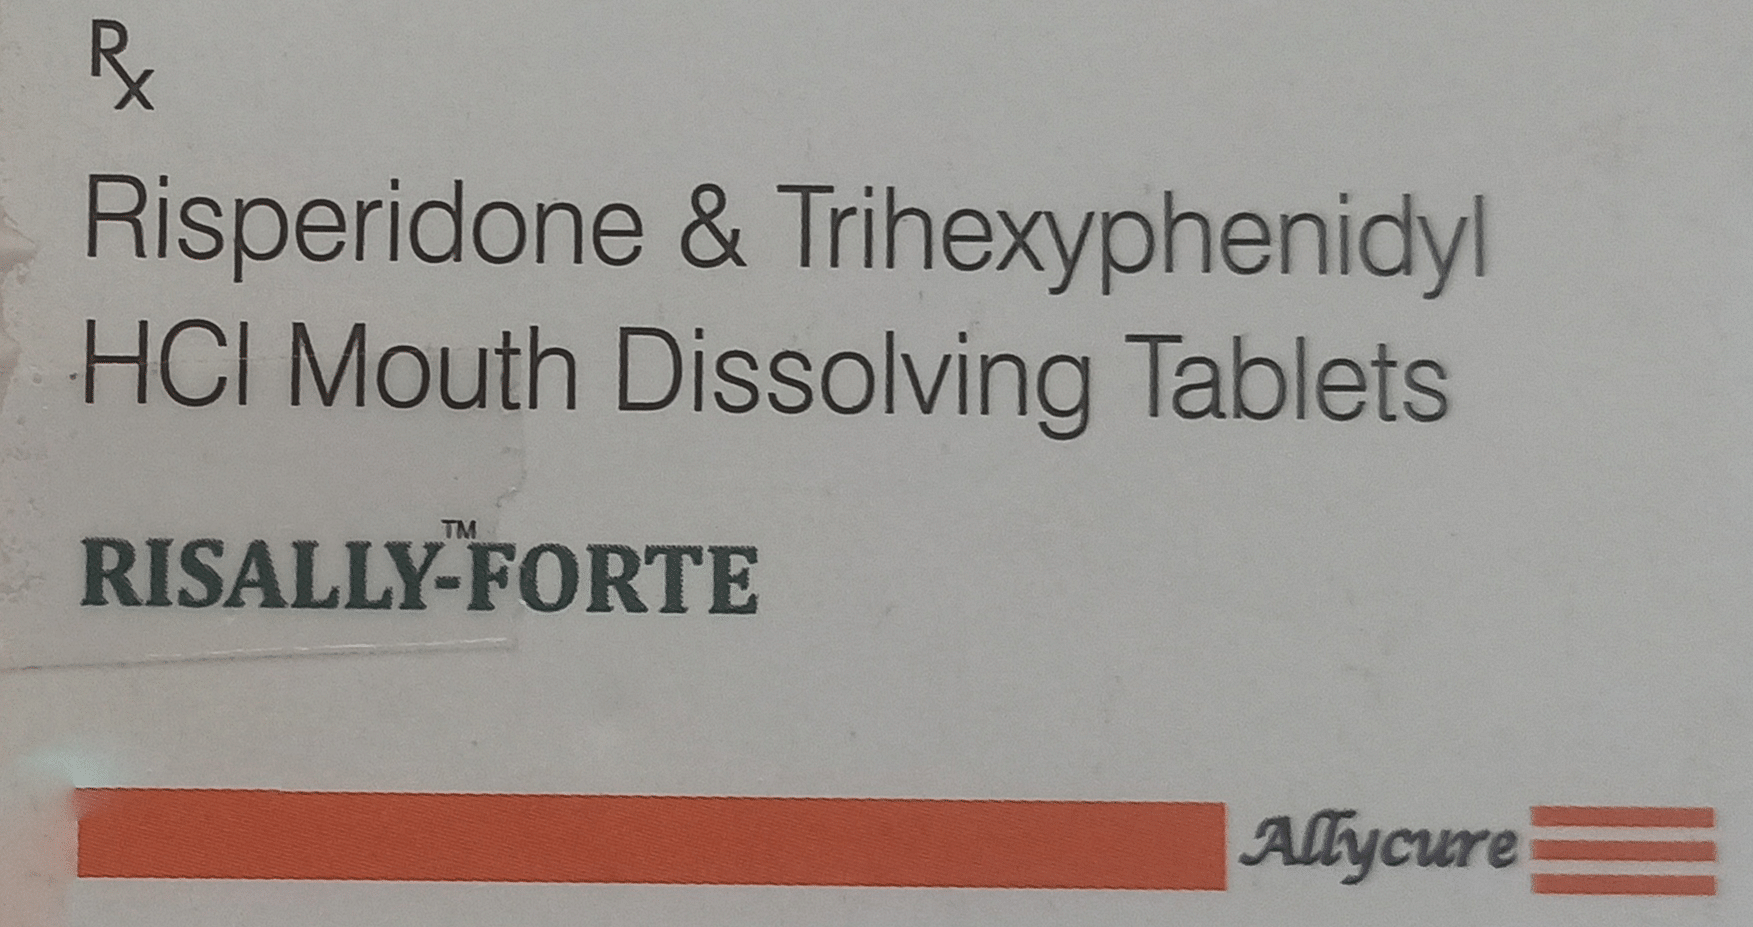 Rx
Risperidone & Trihexyphenidyl
HCl Mouth Dissolving Tablets
RISALLY™-FORTE
Allycure